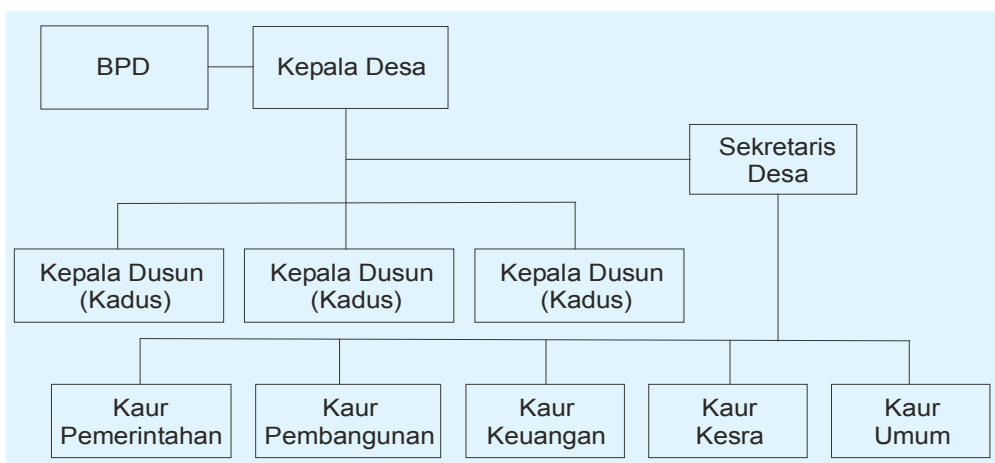 BPD
Kepala Desa
Sekretaris
Desa
Kepala Dusun
(Kadus)
Kepala Dusun
(Kadus)
Kepala Dusun
(Kadus)
Kaur
Pemerintahan
Kaur
Pembangunan
Kaur
Keuangan
Kaur
Kesra
Kaur
Umum